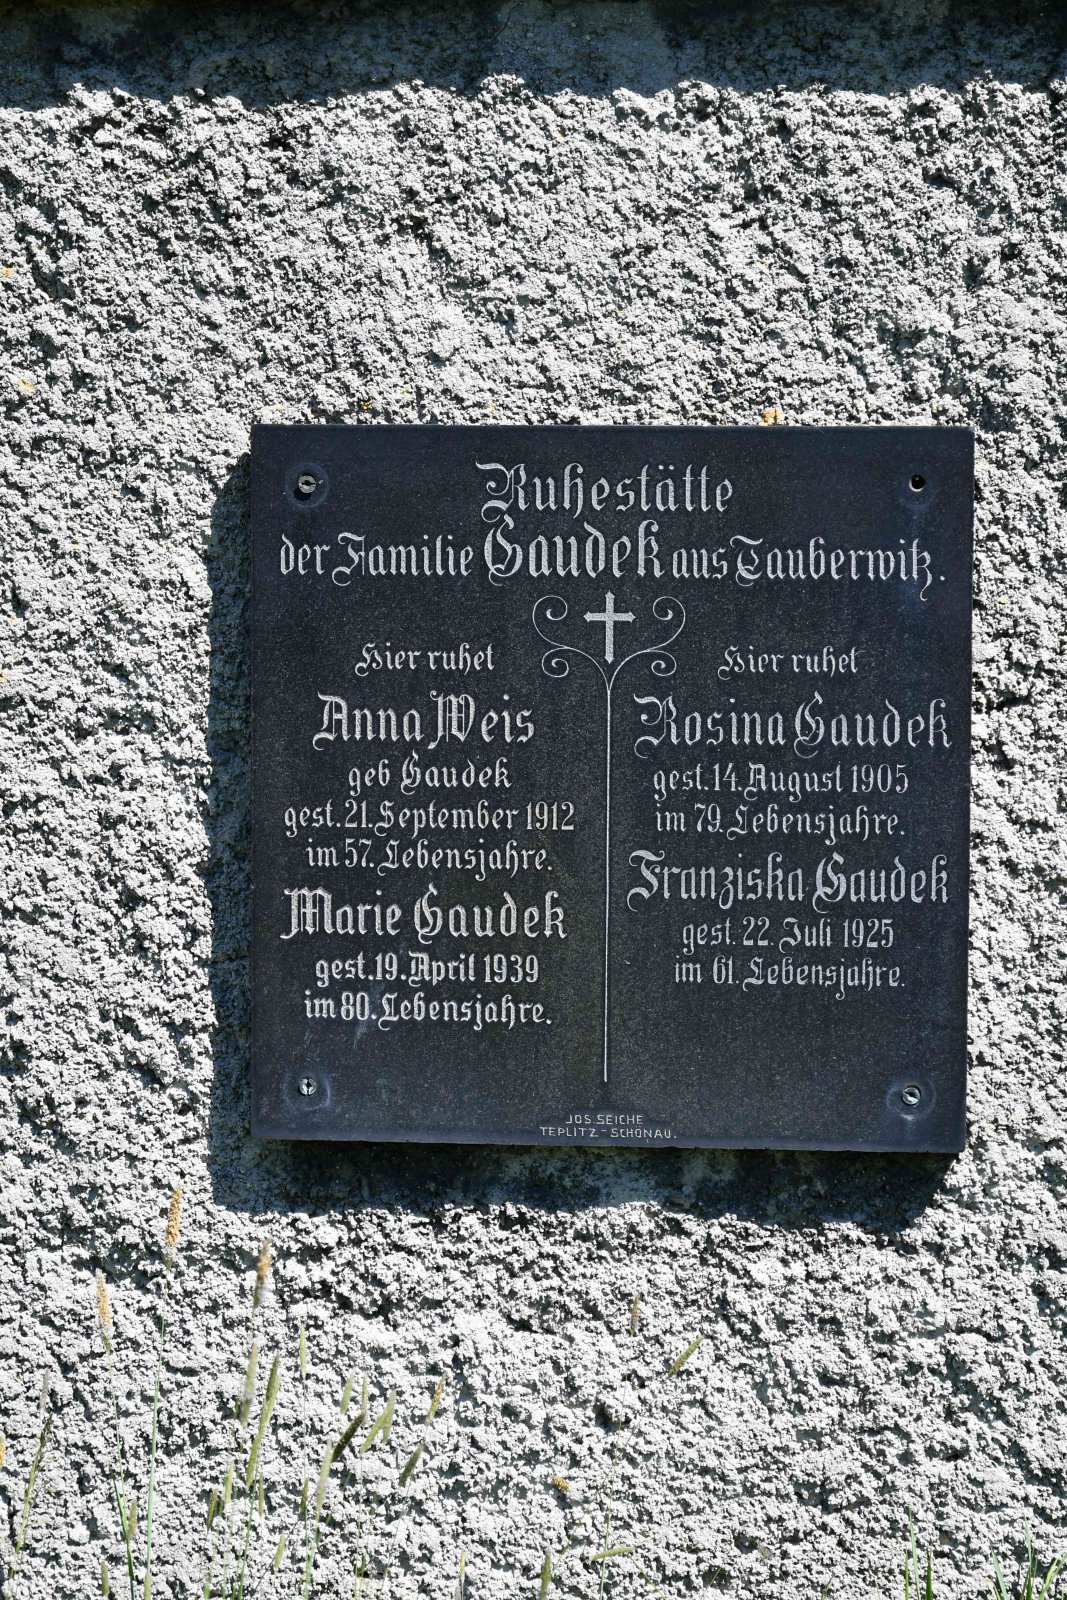 Ruhestätte
der Familie Gaudek aus Tauberwitz.
Hier ruhet
Anna Weis
geb Gaudek
gest. 21. September 1912
im 57. Lebensjahre.
Marie Gaudek
gest. 19. April 1939
im 80. Lebensjahre.
Hier ruhet
Rosina Gaudek
gest. 14. August 1905
im 79. Lebensjahre.
Franziska Gaudek
gest. 22. Juli 1925
im 61. Lebensjahre.
JOS. SEICHE
TEPLITZ-SCHÖNAU.